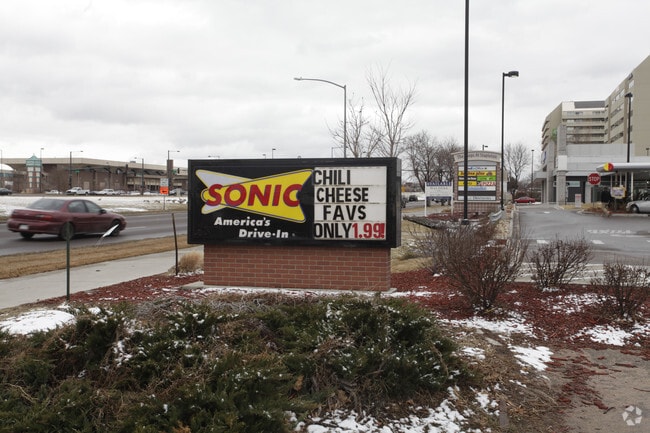 SONIC
America's
Drive-In
CHILI
CHEESE
FAVS
ONLY 1.99!
STOP